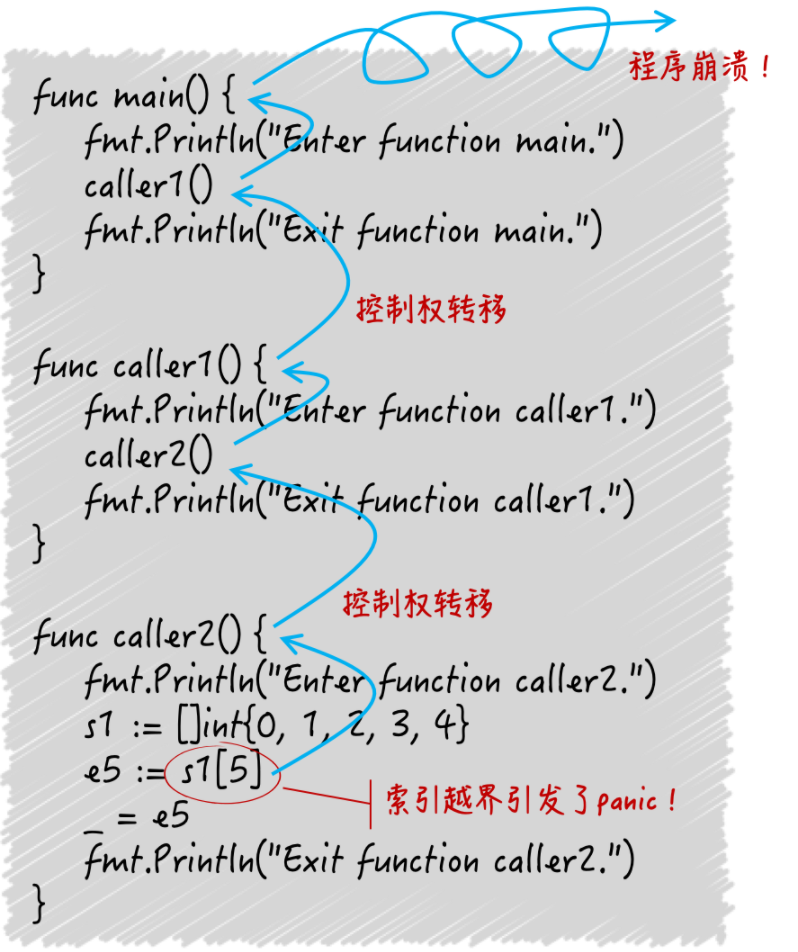 程序崩溃！
func main() {
fmt.Println("Enter function main.")
caller1()
fmt.Println("Exit function main.")
}
控制权转移
func caller1() {
fmt.Println("Enter function caller1.")
caller2()
fmt.Println("Exit function caller1.")
}
控制权转移
func caller2() {
fmt.Println("Enter function caller2.")
s1 := []int{0, 1, 2, 3, 4}
e5 := s1[5]
索引越界引发了panic！
_ = e5
fmt.Println("Exit function caller2.")
}